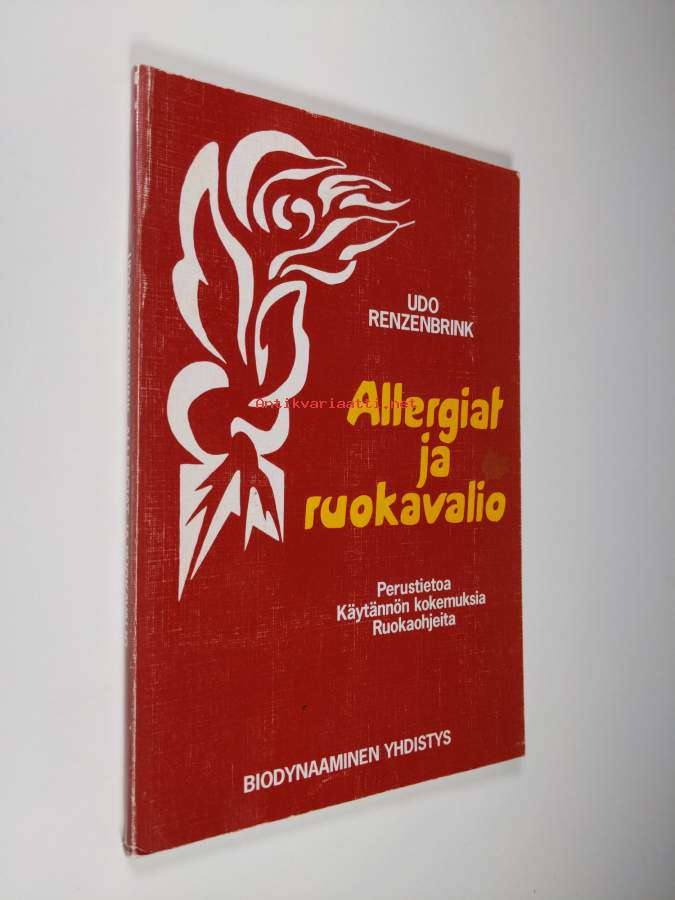 UDO
RENZENBRINK
Antikvariaatti.net
Allergiat
ja
ruokavalio
Perustietoa
Käytännön kokemuksia
Ruokaohjeita
BIODYNAAMINEN YHDISTYS